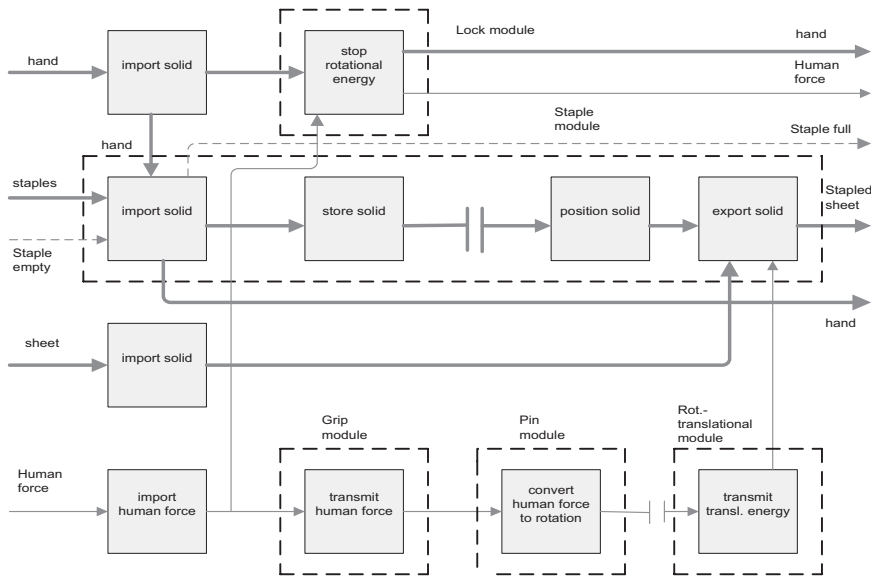 Lock module
hand
hand
import solid
stop
rotational
energy
Human
force
Staple
module
Staple full
hand
staples
import solid
store solid
position solid
export solid
Stapled
sheet
Staple
empty
hand
sheet
import solid
Grip
module
Pin
module
Rot.-
translational
module
Human
force
import
human force
transmit
human force
convert
human force
to rotation
transmit
transl. energy